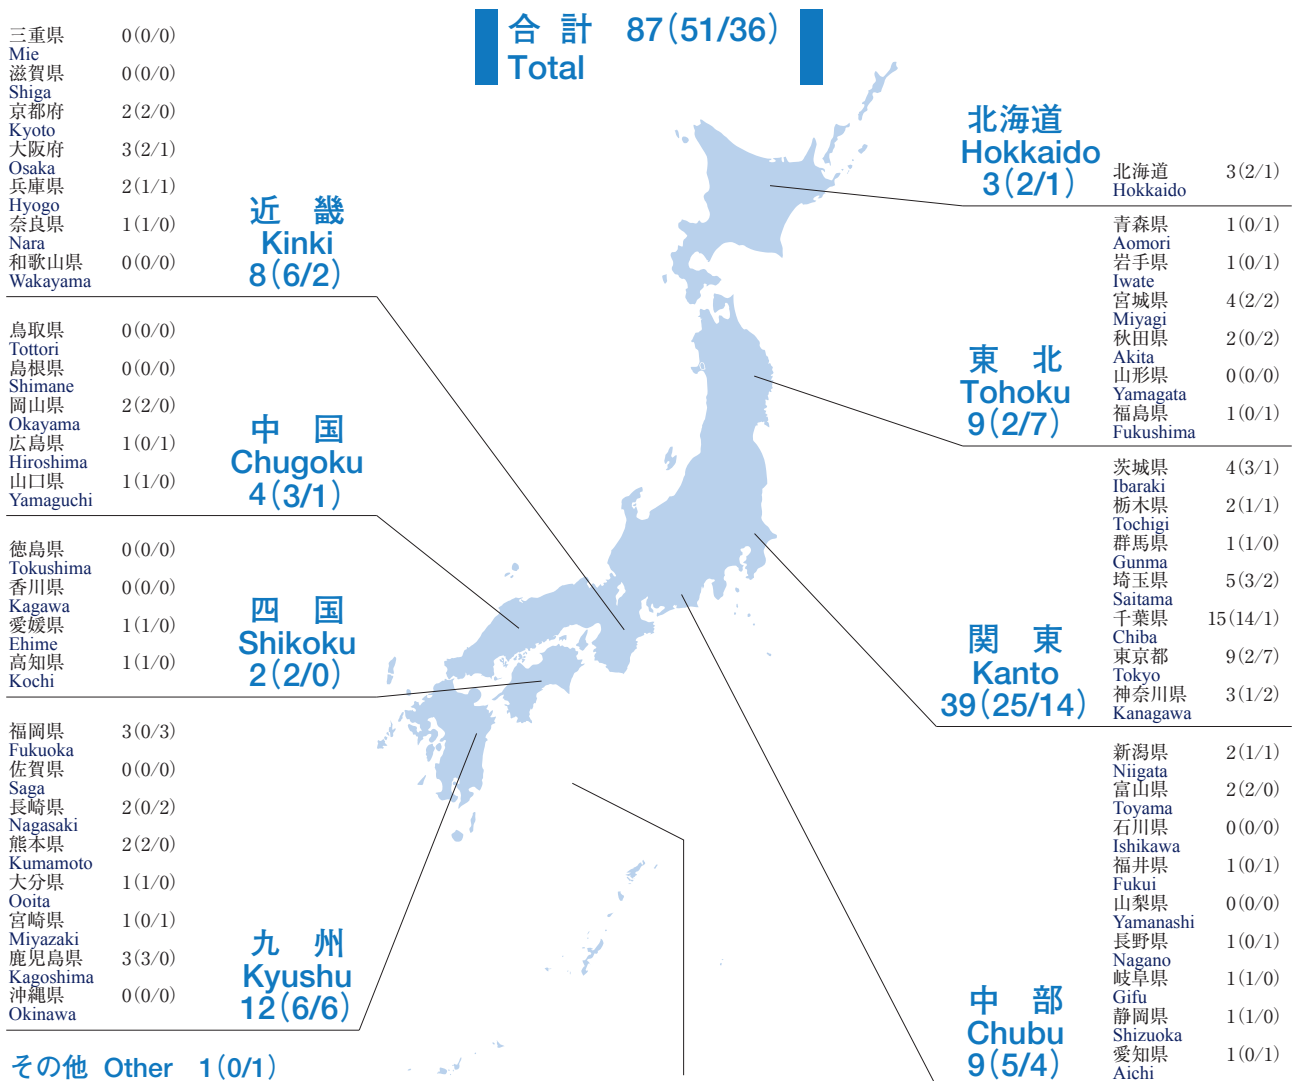 合 計 87(51/36)
Total
三重県 0(0/0)
Mie
滋賀県 0(0/0)
Shiga
京都府 2(2/0)
Kyoto
大阪府 3(2/1)
Osaka
兵庫県 2(1/1)
Hyogo
奈良県 1(1/0)
Nara
和歌山県 0(0/0)
Wakayama
近 畿
Kinki
8(6/2)
鳥取県 0(0/0)
Tottori
島根県 0(0/0)
Shimane
岡山県 2(2/0)
Okayama
広島県 1(0/1)
Hiroshima
山口県 1(1/0)
Yamaguchi
中 国
Chugoku
4(3/1)
徳島県 0(0/0)
Tokushima
香川県 0(0/0)
Kagawa
愛媛県 1(1/0)
Ehime
高知県 1(1/0)
Kochi
四 国
Shikoku
2(2/0)
福岡県 3(0/3)
Fukuoka
佐賀県 0(0/0)
Saga
長崎県 2(0/2)
Nagasaki
熊本県 2(2/0)
Kumamoto
大分県 1(1/0)
Ooita
宮崎県 1(0/1)
Miyazaki
鹿児島県 3(3/0)
Kagoshima
沖縄県 0(0/0)
Okinawa
九 州
Kyushu
12(6/6)
その他 Other 1(0/1)
北海道
Hokkaido
3(2/1)
北海道 3(2/1)
Hokkaido
東 北
Tohoku
9(2/7)
青森県 1(0/1)
Aomori
岩手県 1(0/1)
Iwate
宮城県 4(2/2)
Miyagi
秋田県 2(0/2)
Akita
山形県 0(0/0)
Yamagata
福島県 1(0/1)
Fukushima
関 東
Kanto
39(25/14)
茨城県 4(3/1)
Ibaraki
栃木県 2(1/1)
Tochigi
群馬県 1(1/0)
Gunma
埼玉県 5(3/2)
Saitama
千葉県 15(14/1)
Chiba
東京都 9(2/7)
Tokyo
神奈川県 3(1/2)
Kanagawa
中 部
Chubu
9(5/4)
新潟県 2(1/1)
Niigata
富山県 2(2/0)
Toyama
石川県 0(0/0)
Ishikawa
福井県 1(0/1)
Fukui
山梨県 0(0/0)
Yamanashi
長野県 1(0/1)
Nagano
岐阜県 1(1/0)
Gifu
静岡県 1(1/0)
Shizuoka
愛知県 1(0/1)
Aichi